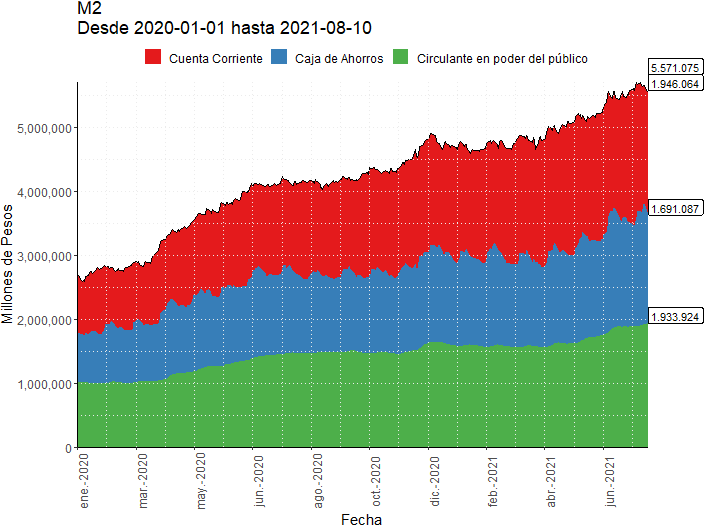 M2
Desde 2020-01-01 hasta 2021-08-10
Cuenta Corriente Caja de Ahorros Circulante en poder del público
5.571.075
1.946.064
5,000,000
4,000,000
1.691.087
3,000,000
2,000,000
1.933.924
1,000,000
0
Millones de Pesos
ene.-2020 mar.-2020 may.-2020 jun.-2020 ago.-2020 oct.-2020 dic.-2020 feb.-2021 abr.-2021 jun.-2021
Fecha